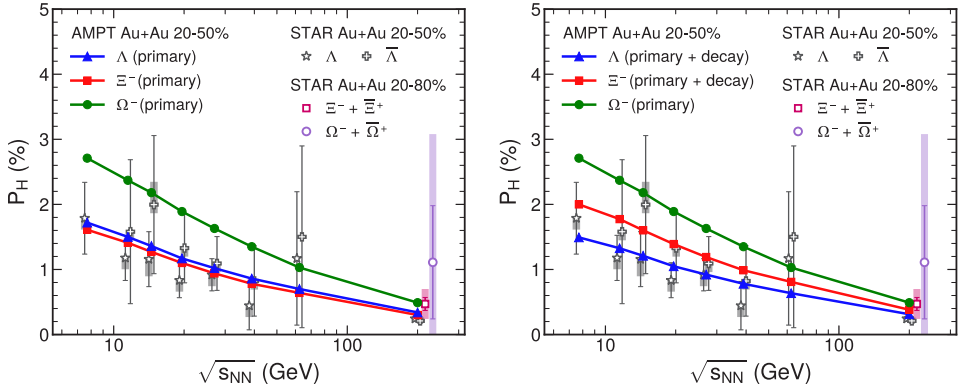 5
4
3
2
1
0
P_H (%)
AMPT Au+Au 20-50%
Λ (primary)
Ξ⁻(primary)
Ω⁻(primary)
STAR Au+Au 20-50%
Λ Λ̅
STAR Au+Au 20-80%
Ξ⁻ + Ξ̅⁺
Ω⁻ + Ω̅⁺
10 100
√s_NN (GeV)
5
4
3
2
1
0
P_H (%)
AMPT Au+Au 20-50%
Λ (primary + decay)
Ξ⁻(primary + decay)
Ω⁻(primary)
STAR Au+Au 20-50%
Λ Λ̅
STAR Au+Au 20-80%
Ξ⁻ + Ξ̅⁺
Ω⁻ + Ω̅⁺
10 100
√s_NN (GeV)